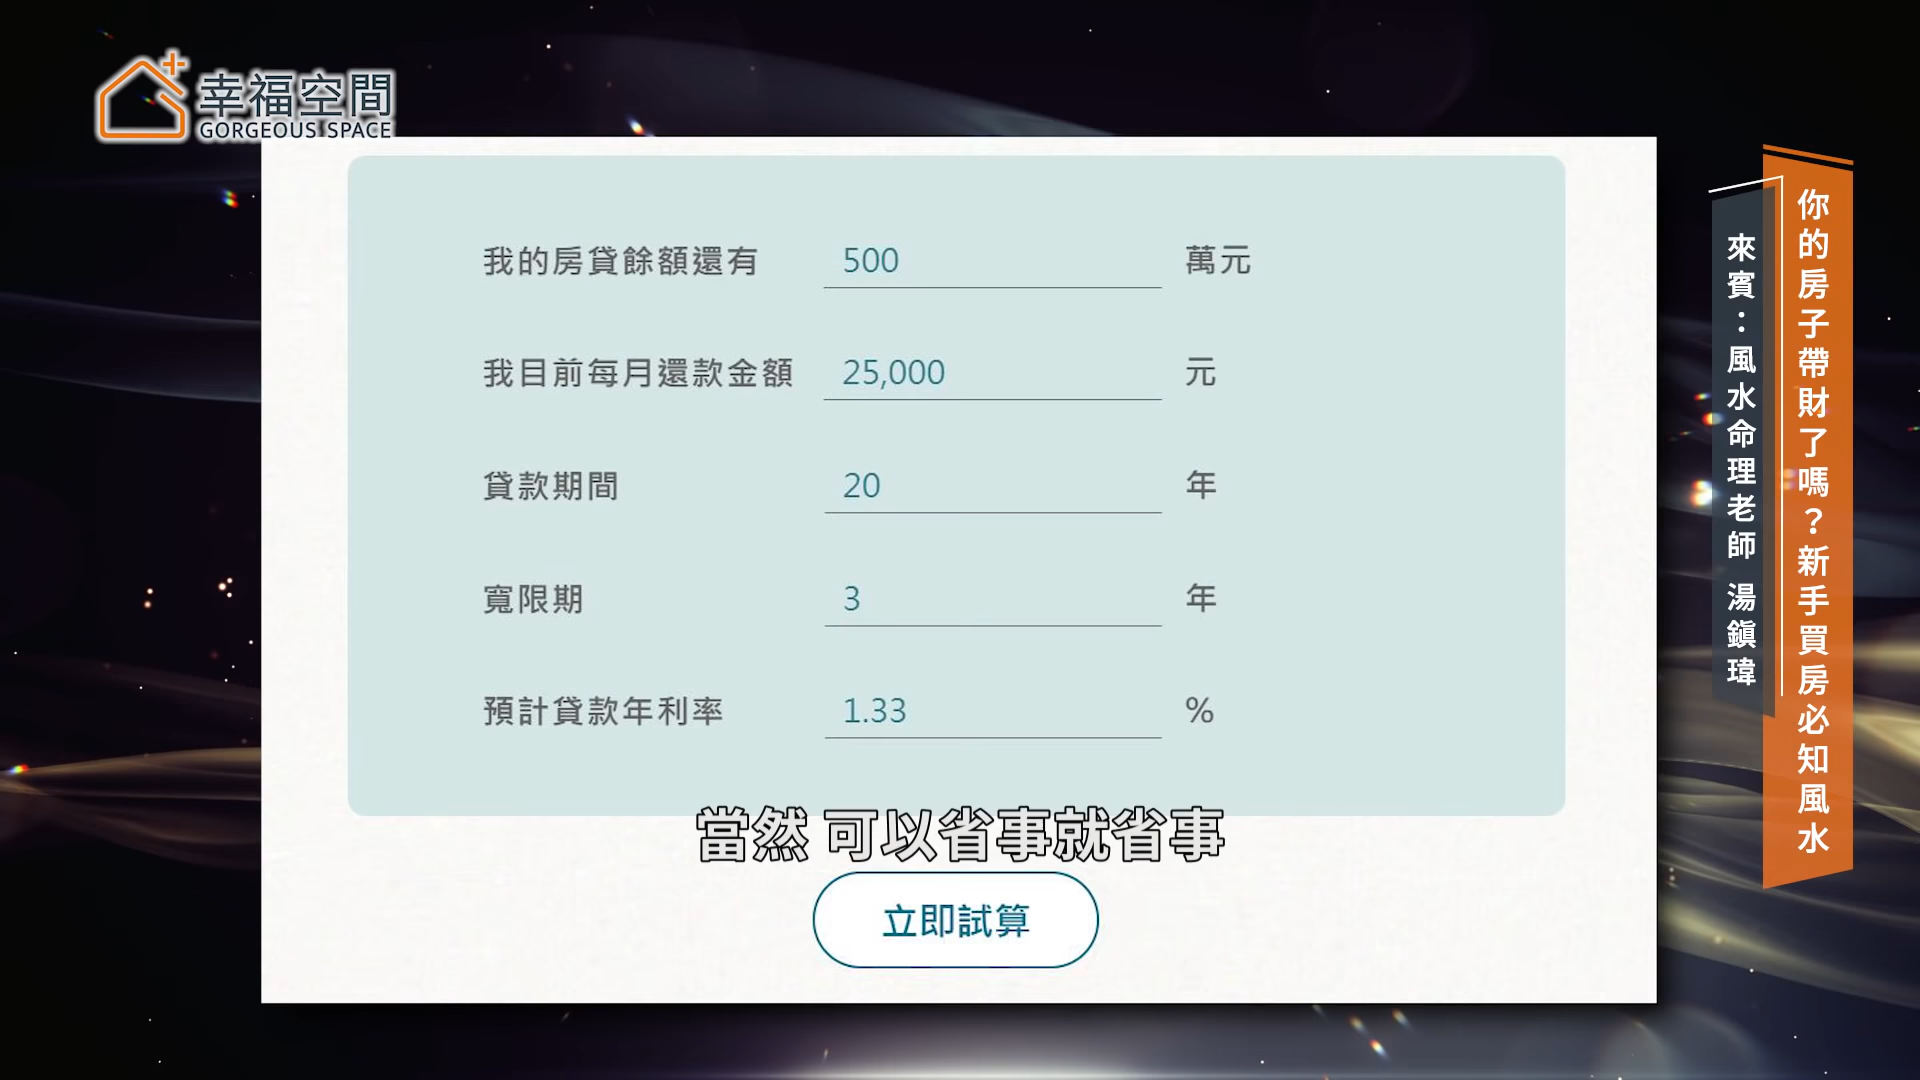 幸福空間
GORGEOUS SPACE
我的房貸餘額還有 500 萬元
我目前每月還款金額 25,000 元
貸款期間 20 年
寬限期 3 年
預計貸款年利率 1.33 %
當然 可以省事就省事
立即試算
你的房子帶財了嗎？新手買房必知風水
來賓：風水命理老師 湯鎭瑋